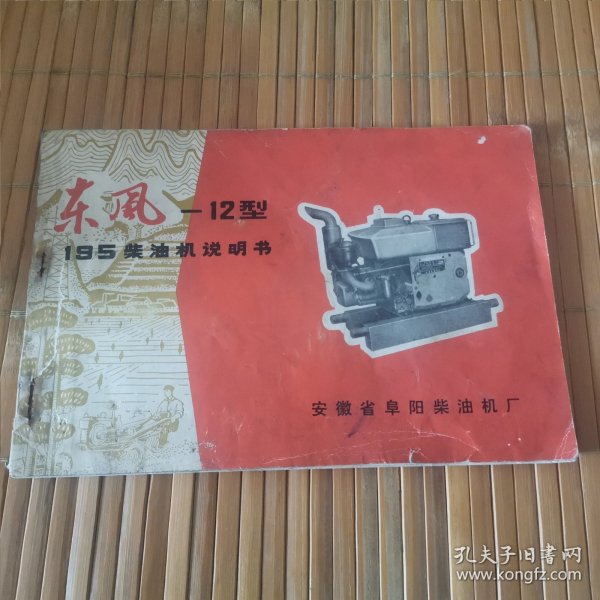 东风-12型
195柴油机说明书
安徽省阜阳柴油机厂
孔夫子旧书网
www.kongfz.com